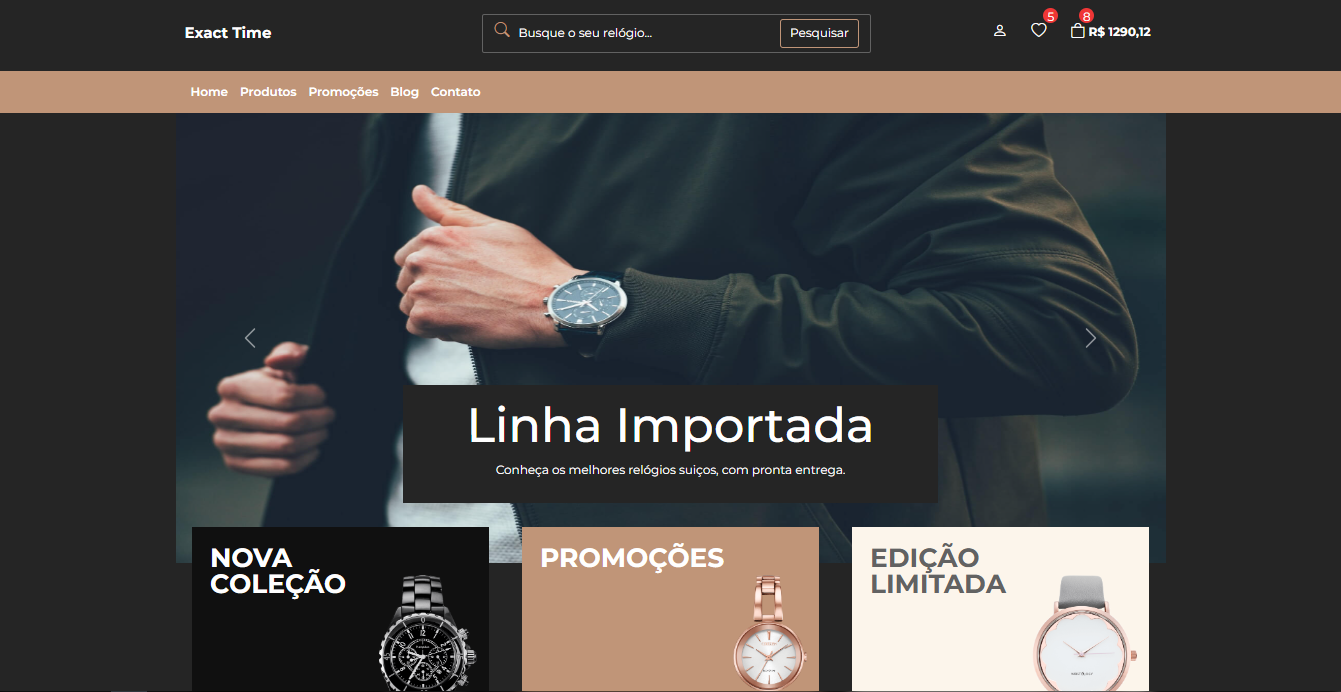 Exact Time
Busque o seu relógio...
Pesquisar
5
8
R$ 1290,12
Home Produtos Promoções Blog Contato
Linha Importada
Conheça os melhores relógios suiços, com pronta entrega.
NOVA
COLEÇÃO
PROMOÇÕES
EDIÇÃO
LIMITADA